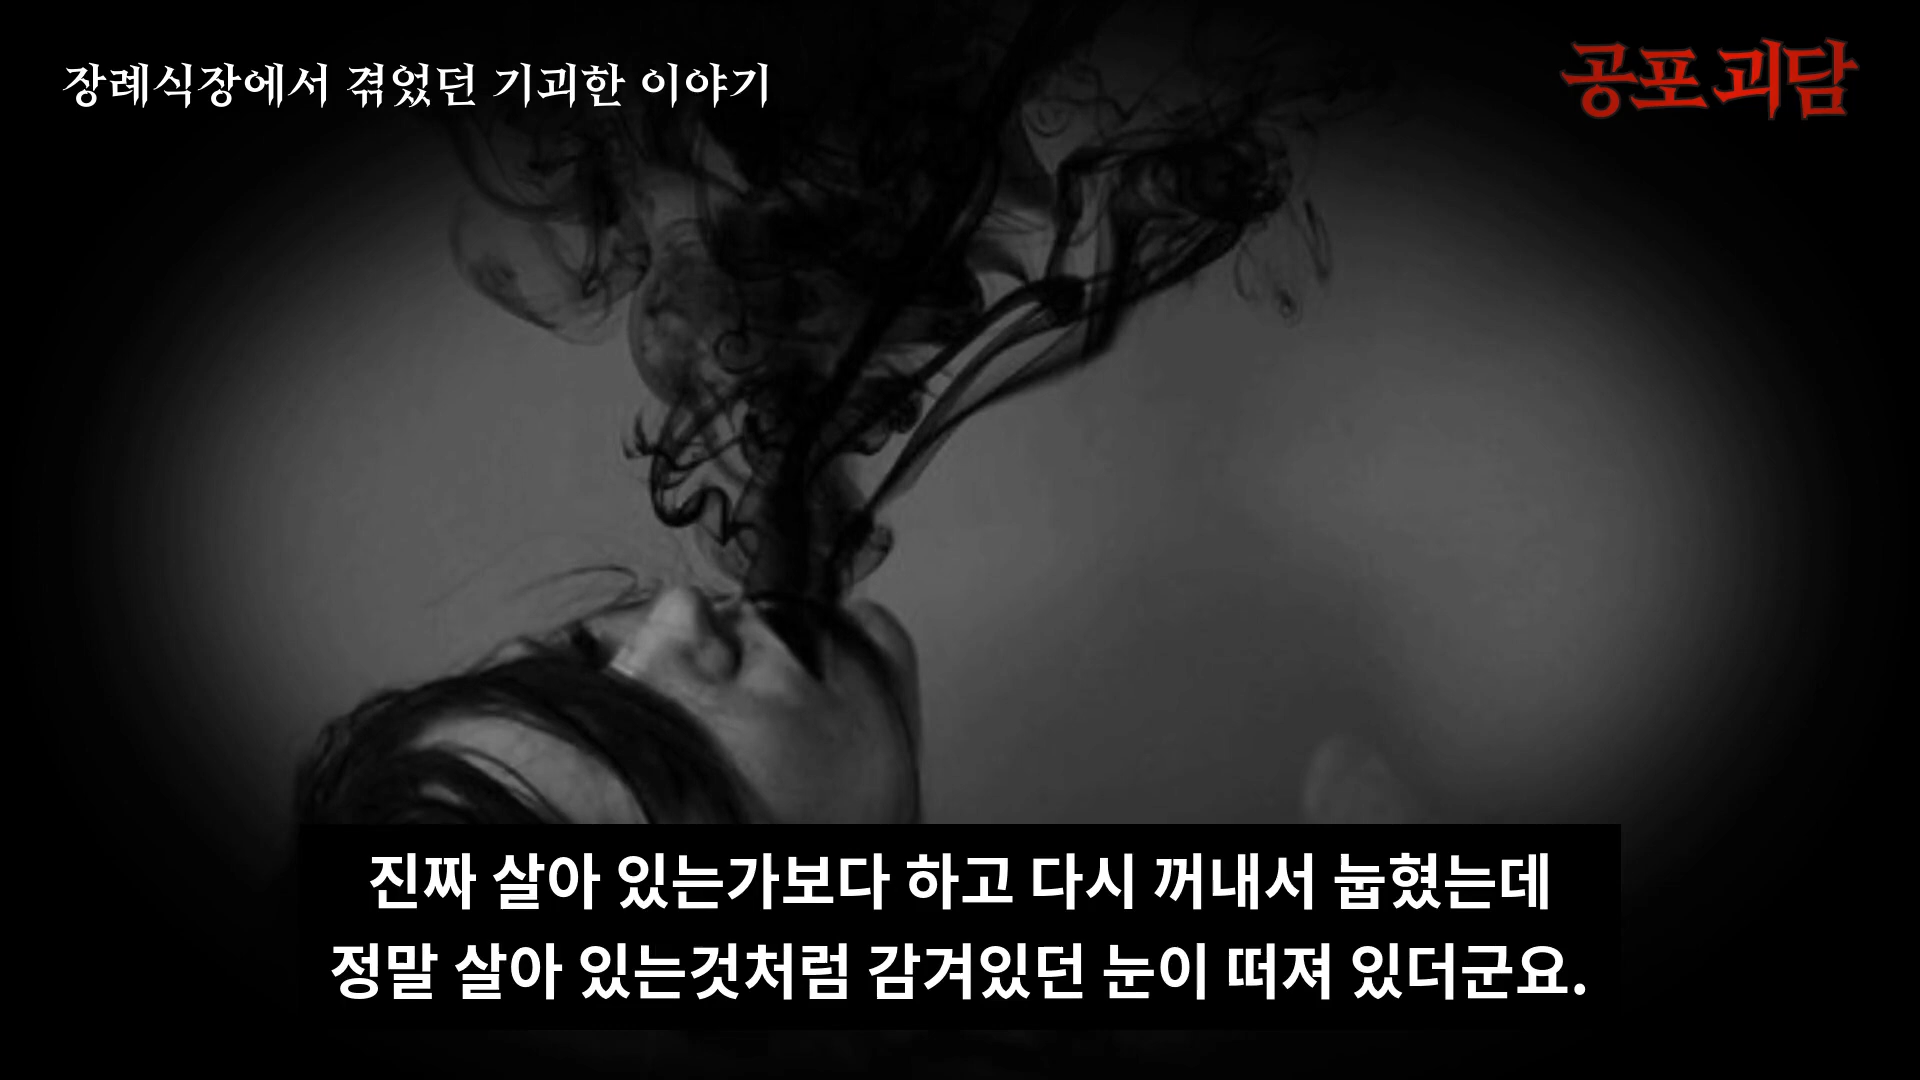 장례식장에서 겪었던 기괴한 이야기
공포괴담
진짜 살아 있는가보다 하고 다시 꺼내서 눕혔는데
정말 살아 있는것처럼 감겨있던 눈이 떠져 있더군요.